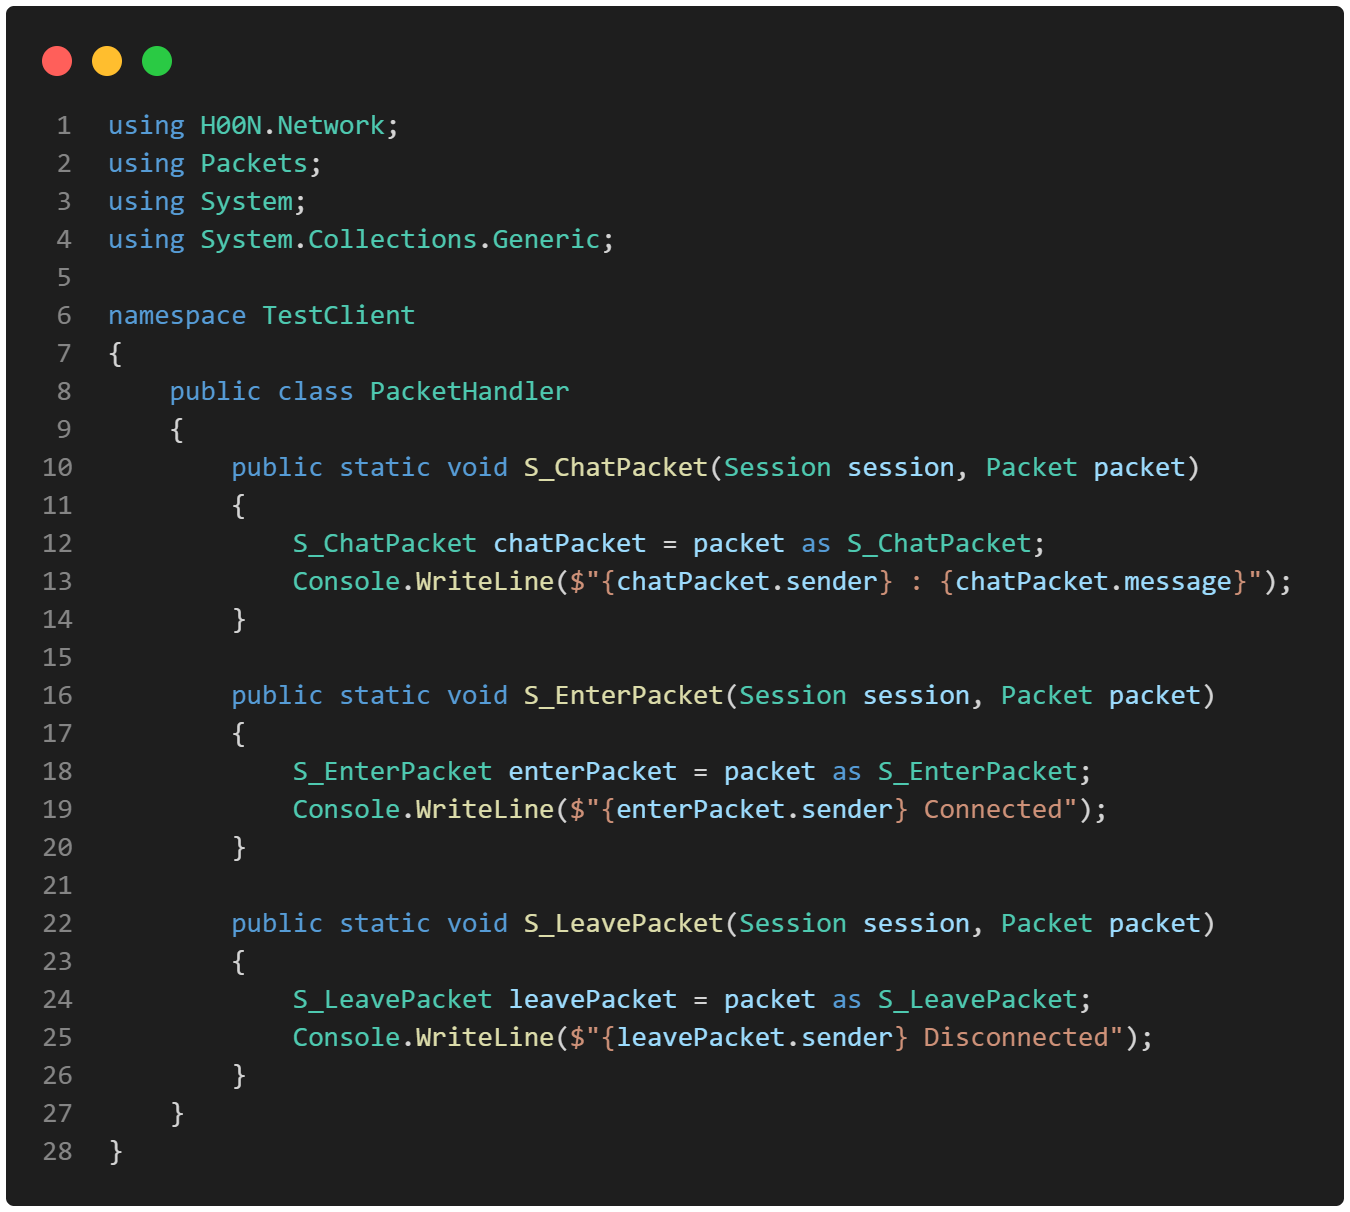 1 using H00N.Network;
2 using Packets;
3 using System;
4 using System.Collections.Generic;
5
6 namespace TestClient
7 {
8     public class PacketHandler
9     {
10         public static void S_ChatPacket(Session session, Packet packet)
11         {
12             S_ChatPacket chatPacket = packet as S_ChatPacket;
13             Console.WriteLine($"{chatPacket.sender} : {chatPacket.message}");
14         }
15
16         public static void S_EnterPacket(Session session, Packet packet)
17         {
18             S_EnterPacket enterPacket = packet as S_EnterPacket;
19             Console.WriteLine($"{enterPacket.sender} Connected");
20         }
21
22         public static void S_LeavePacket(Session session, Packet packet)
23         {
24             S_LeavePacket leavePacket = packet as S_LeavePacket;
25             Console.WriteLine($"{leavePacket.sender} Disconnected");
26         }
27     }
28 }